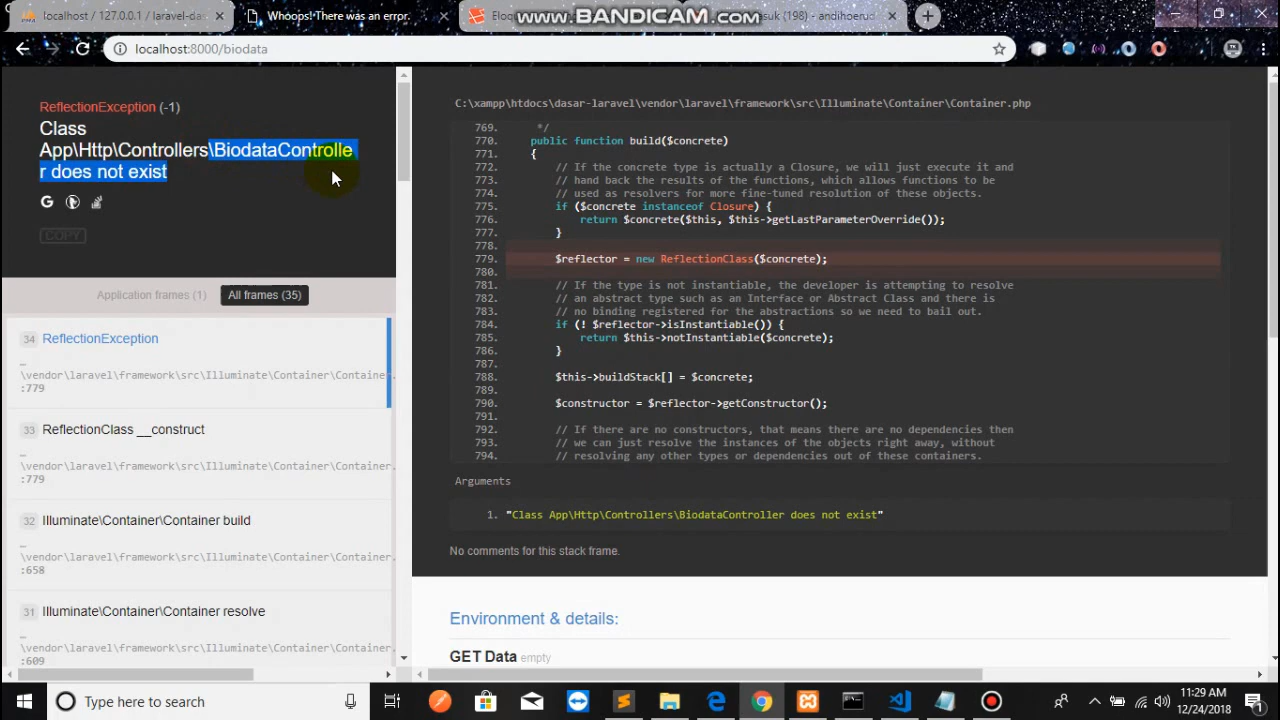 localhost / 127.0.0.1 / laravel-da
Whoops! There was an error.
Eloqu
suk (198) - andihoerud
www.BANDICAM.com
localhost:8000/biodata
ReflectionException (-1)
Class
App\Http\Controllers\BiodataControlle
r does not exist
COPY
Application frames (1)
All frames (35)
34 ReflectionException
…
\vendor\laravel\framework\src\Illuminate\Container\Container.
:779
33 ReflectionClass __construct
…
\vendor\laravel\framework\src\Illuminate\Container\Container.
:779
32 Illuminate\Container\Container build
…
\vendor\laravel\framework\src\Illuminate\Container\Container.
:658
31 Illuminate\Container\Container resolve
…
\vendor\laravel\framework\src\Illuminate\Container\Container.
:609
C:\xampp\htdocs\dasar-laravel\vendor\laravel\framework\src\Illuminate\Container\Container.php
769. */
770. public function build($concrete)
771. {
772. // If the concrete type is actually a Closure, we will just execute it and
773. // hand back the results of the functions, which allows functions to be
774. // used as resolvers for more fine-tuned resolution of these objects.
775. if ($concrete instanceof Closure) {
776. return $concrete($this, $this->getLastParameterOverride());
777. }
778.
779. $reflector = new ReflectionClass($concrete);
780.
781. // If the type is not instantiable, the developer is attempting to resolve
782. // an abstract type such as an Interface or Abstract Class and there is
783. // no binding registered for the abstractions so we need to bail out.
784. if (! $reflector->isInstantiable()) {
785. return $this->notInstantiable($concrete);
786. }
787.
788. $this->buildStack[] = $concrete;
789.
790. $constructor = $reflector->getConstructor();
791.
792. // If there are no constructors, that means there are no dependencies then
793. // we can just resolve the instances of the objects right away, without
794. // resolving any other types or dependencies out of these containers.
Arguments
1. "Class App\Http\Controllers\BiodataController does not exist"
No comments for this stack frame.
Environment & details:
GET Data empty
Type here to search
11:29 AM
12/24/2018